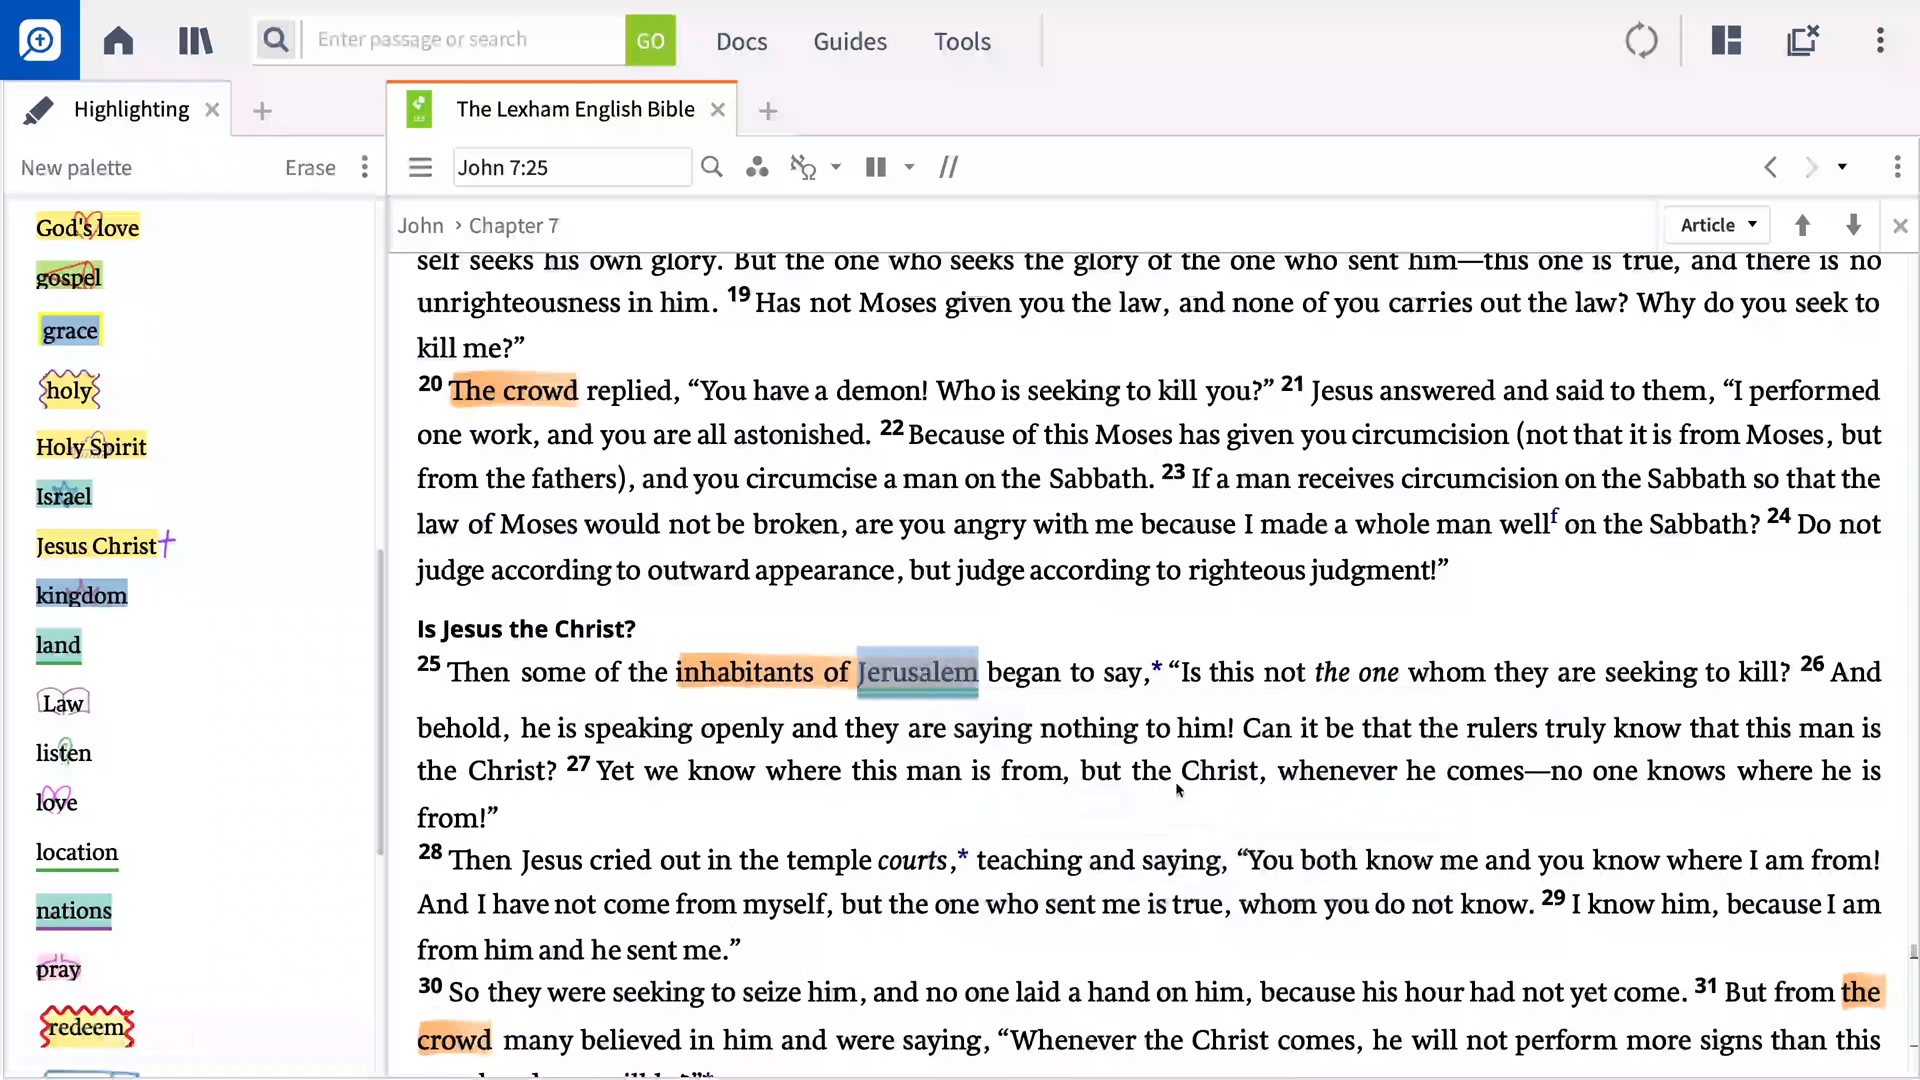 Enter passage or search
GO
Docs
Guides
Tools
Highlighting
The Lexham English Bible
New palette
Erase
John 7:25
John › Chapter 7
Article
God's love
gospel
grace
holy
Holy Spirit
Israel
Jesus Christ
kingdom
land
Law
listen
love
location
nations
pray
redeem
self seeks his own glory. But the one who seeks the glory of the one who sent him—this one is true, and there is no
unrighteousness in him. 19 Has not Moses given you the law, and none of you carries out the law? Why do you seek to
kill me?”
20 The crowd replied, “You have a demon! Who is seeking to kill you?” 21 Jesus answered and said to them, “I performed
one work, and you are all astonished. 22 Because of this Moses has given you circumcision (not that it is from Moses, but
from the fathers), and you circumcise a man on the Sabbath. 23 If a man receives circumcision on the Sabbath so that the
law of Moses would not be broken, are you angry with me because I made a whole man wellf on the Sabbath? 24 Do not
judge according to outward appearance, but judge according to righteous judgment!”
Is Jesus the Christ?
25 Then some of the inhabitants of Jerusalem began to say,* “Is this not the one whom they are seeking to kill? 26 And
behold, he is speaking openly and they are saying nothing to him! Can it be that the rulers truly know that this man is
the Christ? 27 Yet we know where this man is from, but the Christ, whenever he comes—no one knows where he is
from!”
28 Then Jesus cried out in the temple courts,* teaching and saying, “You both know me and you know where I am from!
And I have not come from myself, but the one who sent me is true, whom you do not know. 29 I know him, because I am
from him and he sent me.”
30 So they were seeking to seize him, and no one laid a hand on him, because his hour had not yet come. 31 But from the
crowd many believed in him and were saying, “Whenever the Christ comes, he will not perform more signs than this